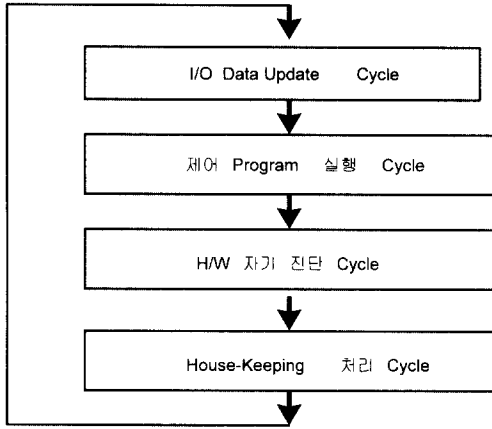 I/O Data Update Cycle
제어 Program 실행 Cycle
H/W 자기 진단 Cycle
House-Keeping 처리 Cycle